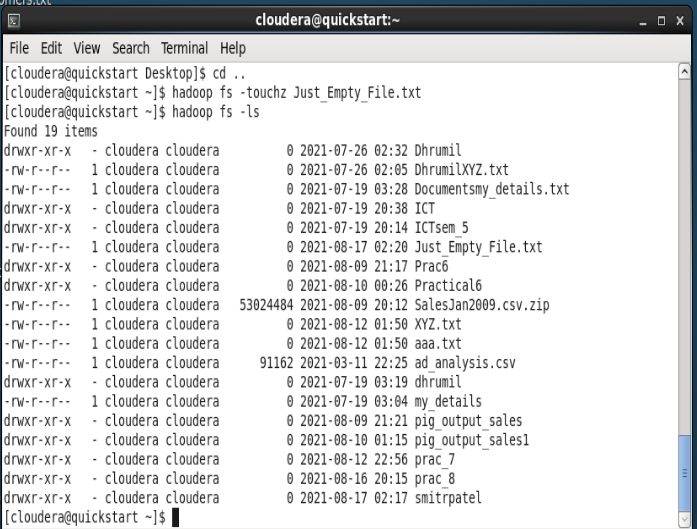 omers.txt
cloudera@quickstart:~
File Edit View Search Terminal Help
[cloudera@quickstart Desktop]$ cd ..
[cloudera@quickstart ~]$ hadoop fs -touchz Just_Empty_File.txt
[cloudera@quickstart ~]$ hadoop fs -ls
Found 19 items
drwxr-xr-x   - cloudera cloudera          0 2021-07-26 02:32 Dhrumil
-rw-r--r--   1 cloudera cloudera          0 2021-07-26 02:05 DhrumilXYZ.txt
-rw-r--r--   1 cloudera cloudera          0 2021-07-19 03:28 Documentsmy_details.txt
drwxr-xr-x   - cloudera cloudera          0 2021-07-19 20:38 ICT
drwxr-xr-x   - cloudera cloudera          0 2021-07-19 20:14 ICTsem_5
-rw-r--r--   1 cloudera cloudera          0 2021-08-17 02:20 Just_Empty_File.txt
drwxr-xr-x   - cloudera cloudera          0 2021-08-09 21:17 Prac6
drwxr-xr-x   - cloudera cloudera          0 2021-08-10 00:26 Practical6
-rw-r--r--   1 cloudera cloudera   53024484 2021-08-09 20:12 SalesJan2009.csv.zip
-rw-r--r--   1 cloudera cloudera          0 2021-08-12 01:50 XYZ.txt
-rw-r--r--   1 cloudera cloudera          0 2021-08-12 01:50 aaa.txt
-rw-r--r--   1 cloudera cloudera      91162 2021-03-11 22:25 ad_analysis.csv
drwxr-xr-x   - cloudera cloudera          0 2021-07-19 03:19 dhrumil
-rw-r--r--   1 cloudera cloudera          0 2021-07-19 03:04 my_details
drwxr-xr-x   - cloudera cloudera          0 2021-08-09 21:21 pig_output_sales
drwxr-xr-x   - cloudera cloudera          0 2021-08-10 01:15 pig_output_sales1
drwxr-xr-x   - cloudera cloudera          0 2021-08-12 22:56 prac_7
drwxr-xr-x   - cloudera cloudera          0 2021-08-16 20:15 prac_8
drwxr-xr-x   - cloudera cloudera          0 2021-08-17 02:17 smitrpatel
[cloudera@quickstart ~]$